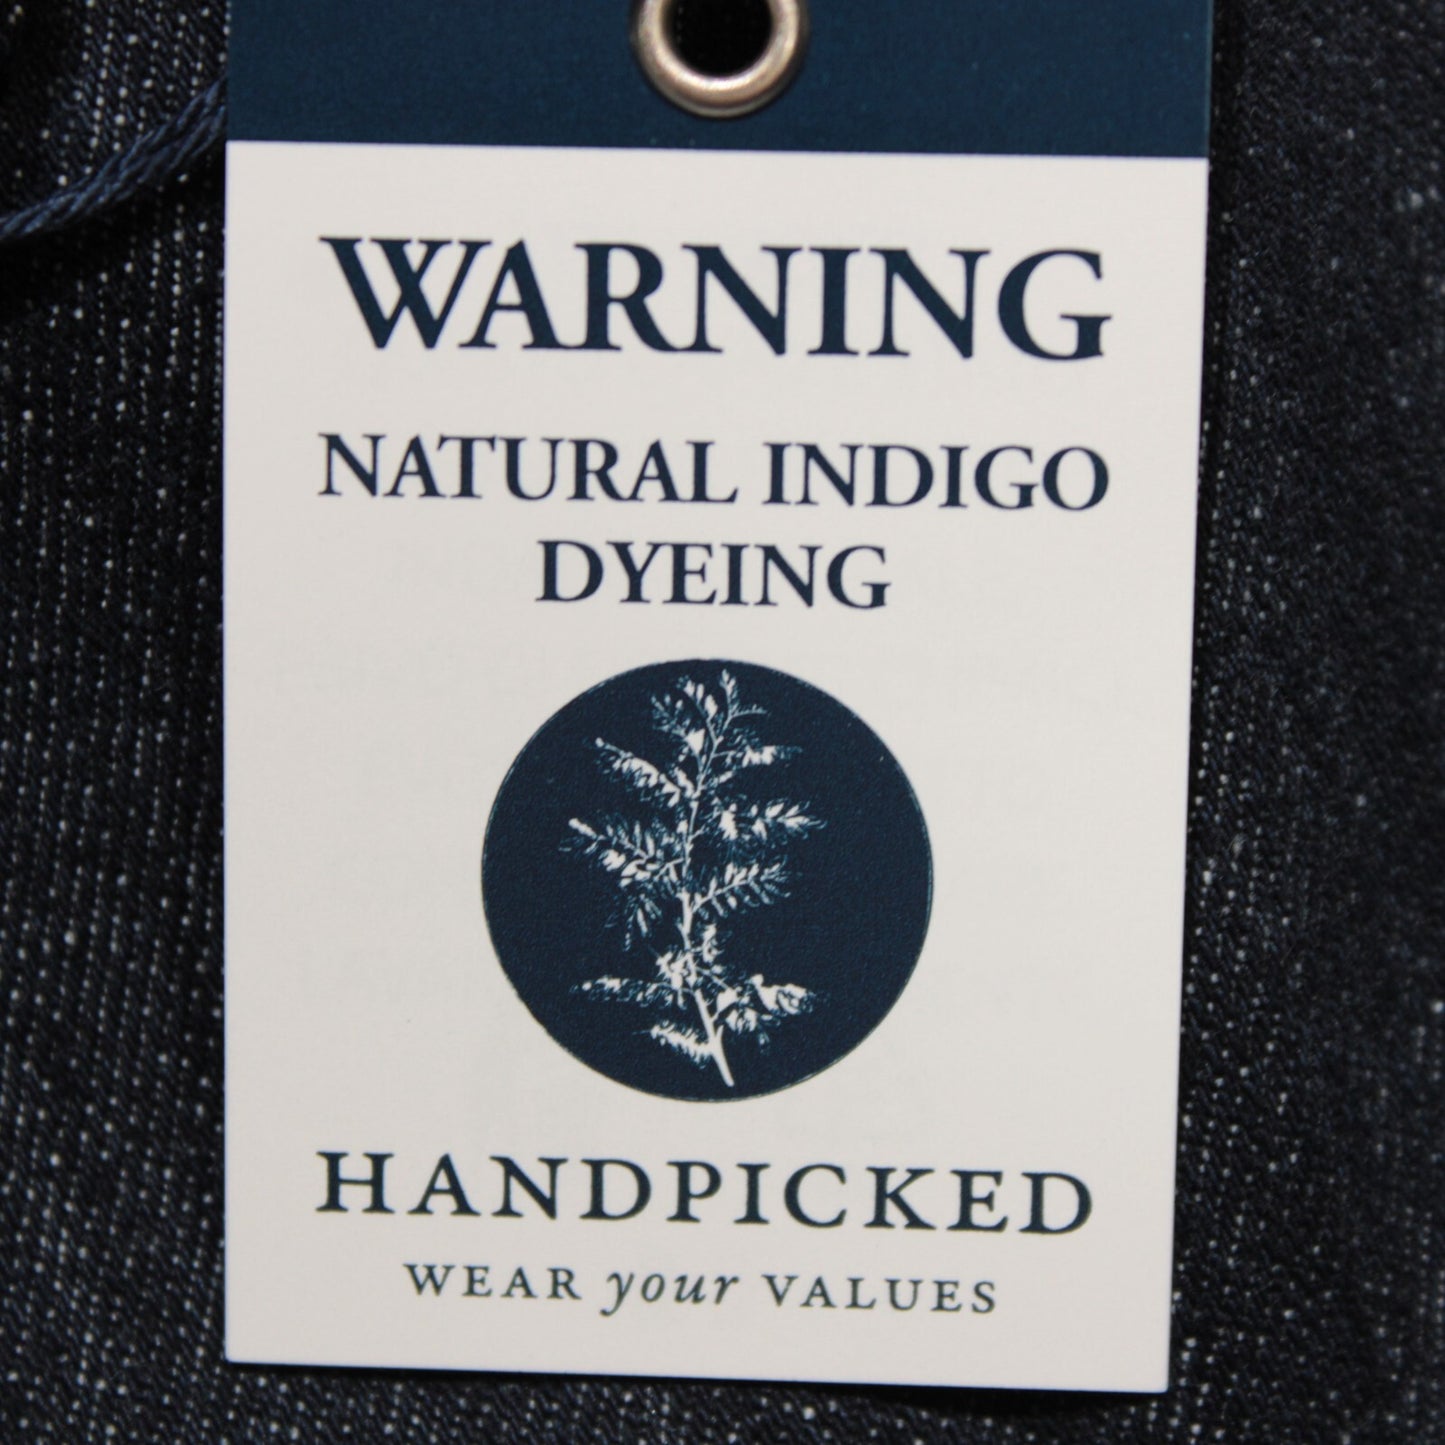 WARNING
NATURAL INDIGO
DYEING
HANDPICKED
WEAR your VALUES